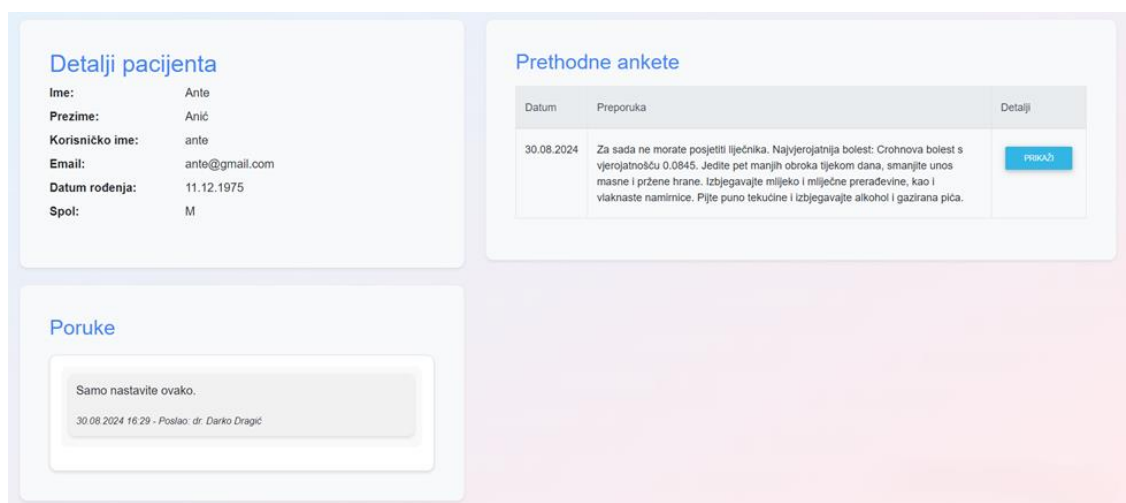 Detalji pacijenta
Ime: Ante
Prezime: Anić
Korisničko ime: ante
Email: ante@gmail.com
Datum rođenja: 11.12.1975
Spol: M
Prethodne ankete
Datum Preporuka Detalji
30.08.2024 Za sada ne morate posjetiti liječnika. Najvjerojatnija bolest: Crohnova bolest s
vjerojatnošču 0.0845. Jedite pet manjih obroka tijekom dana, smanjite unos
masne i pržene hrane. Izbjegavajte mlijeko i mliječne prerađevine, kao i
vlaknaste namirnice. Pijte puno tekućine i izbjegavajte alkohol i gazirana pića.
PRIKAŽI
Poruke
Samo nastavite ovako.
30.08.2024 16:29 - Poslao: dr. Darko Dragić